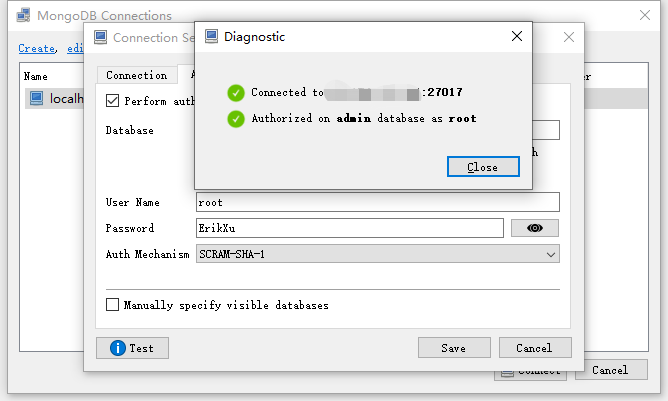 MongoDB Connections
Create, edi
Name
localh
er
Connection Se
Connection
A
Perform auth
Database
h
User Name root
Password ErikXu
Auth Mechanism SCRAM-SHA-1
Manually specify visible databases
Test Save Cancel
Connect Cancel
Diagnostic
Connected to :27017
Authorized on admin database as root
Close